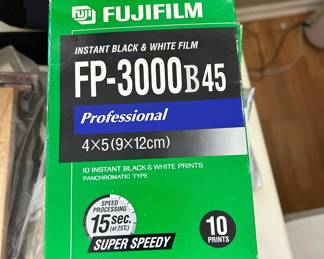 FUJIFILM
INSTANT BLACK & WHITE FILM
FP-3000B45
Professional
4×5(9×12cm)
10 INSTANT BLACK & WHITE PRINTS
PANCHROMATIC TYPE
SPEED
PROCESSING
15sec.
(at 25℃)
SUPER SPEEDY
10
PRINTS